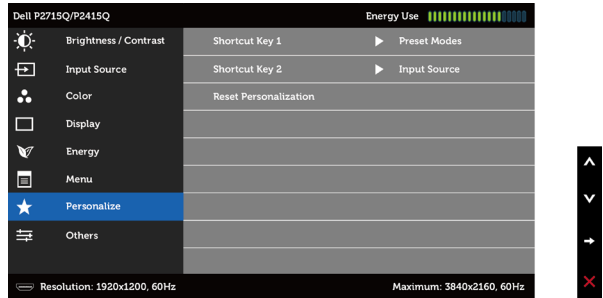 Dell P2715Q/P2415Q Energy Use
Brightness / Contrast Shortcut Key 1 Preset Modes
Input Source Shortcut Key 2 Input Source
Color Reset Personalization
Display
Energy
Menu
Personalize
Others
Resolution: 1920x1200, 60Hz Maximum: 3840x2160, 60Hz